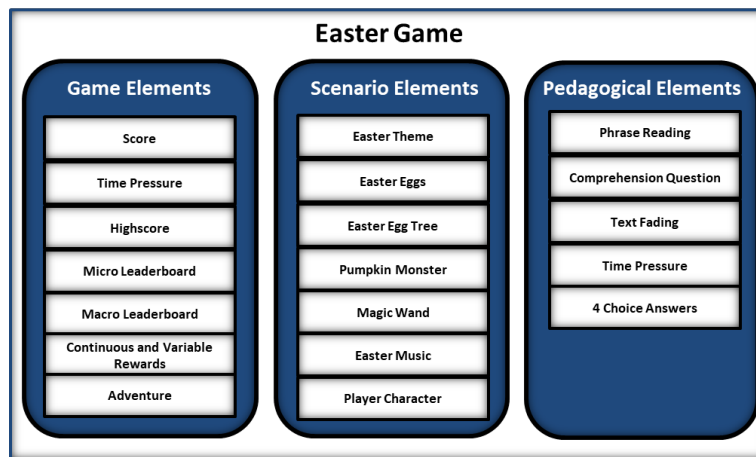 Easter Game
Game Elements
Score
Time Pressure
Highscore
Micro Leaderboard
Macro Leaderboard
Continuous and Variable
Rewards
Adventure
Scenario Elements
Easter Theme
Easter Eggs
Easter Egg Tree
Pumpkin Monster
Magic Wand
Easter Music
Player Character
Pedagogical Elements
Phrase Reading
Comprehension Question
Text Fading
Time Pressure
4 Choice Answers